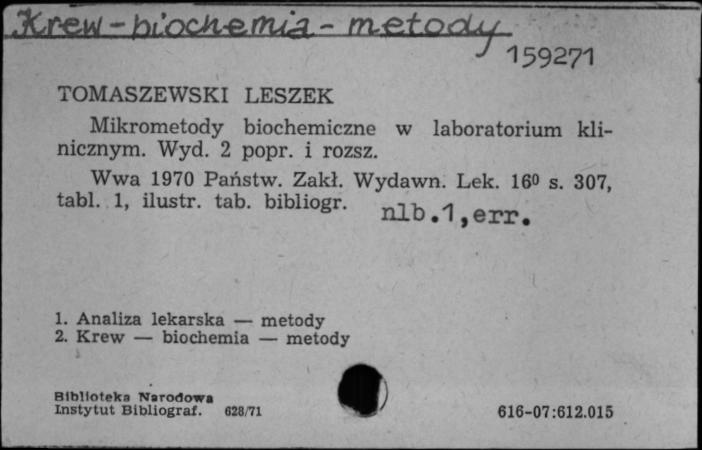 Krew - biochemia - metody
159271
TOMASZEWSKI LESZEK
Mikrometody biochemiczne w laboratorium kli-
nicznym. Wyd. 2 popr. i rozsz.
Wwa 1970 Państw. Zakł. Wydawn. Lek. 16⁰ s. 307,
tabl. 1, ilustr. tab. bibliogr. nlb.1,err.
1. Analiza lekarska — metody
2. Krew — biochemia — metody
Biblioteka Narodowa
Instytut Bibliograf. 628/71 616-07:612.015